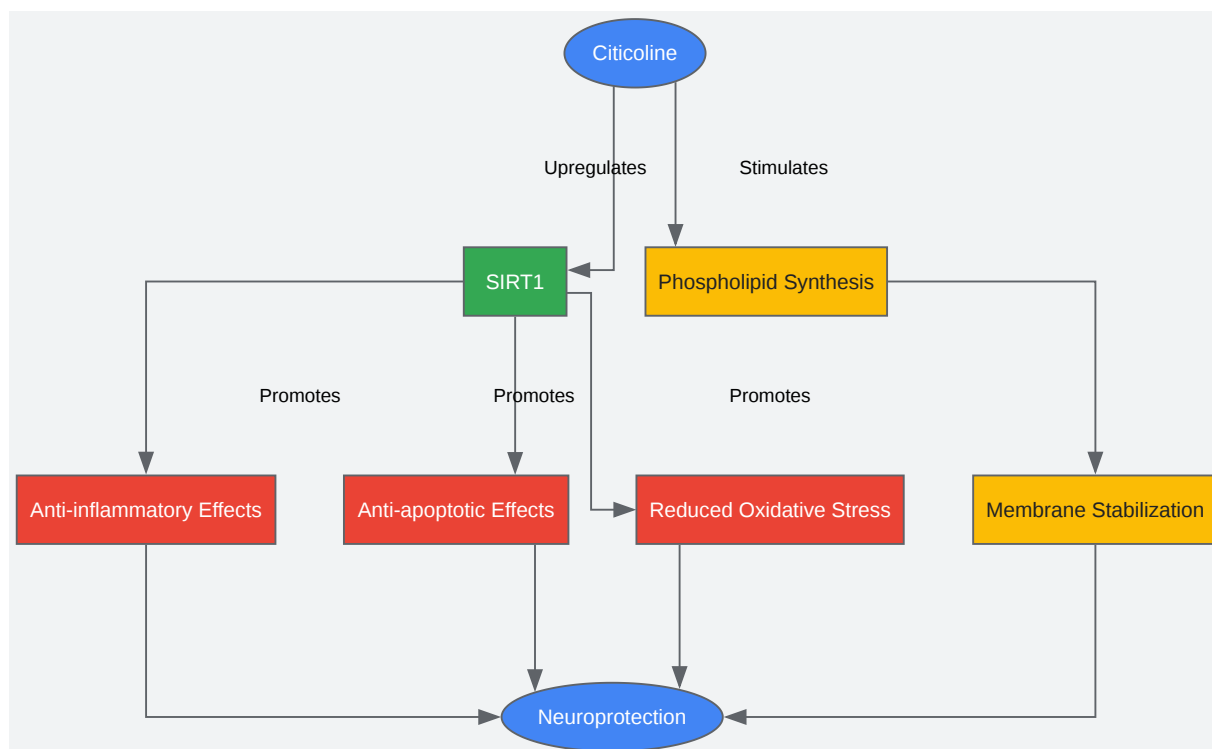 Citicoline
Upregulates
Stimulates
SIRT1
Phospholipid Synthesis
Promotes
Promotes
Promotes
Anti-inflammatory Effects
Anti-apoptotic Effects
Reduced Oxidative Stress
Membrane Stabilization
Neuroprotection